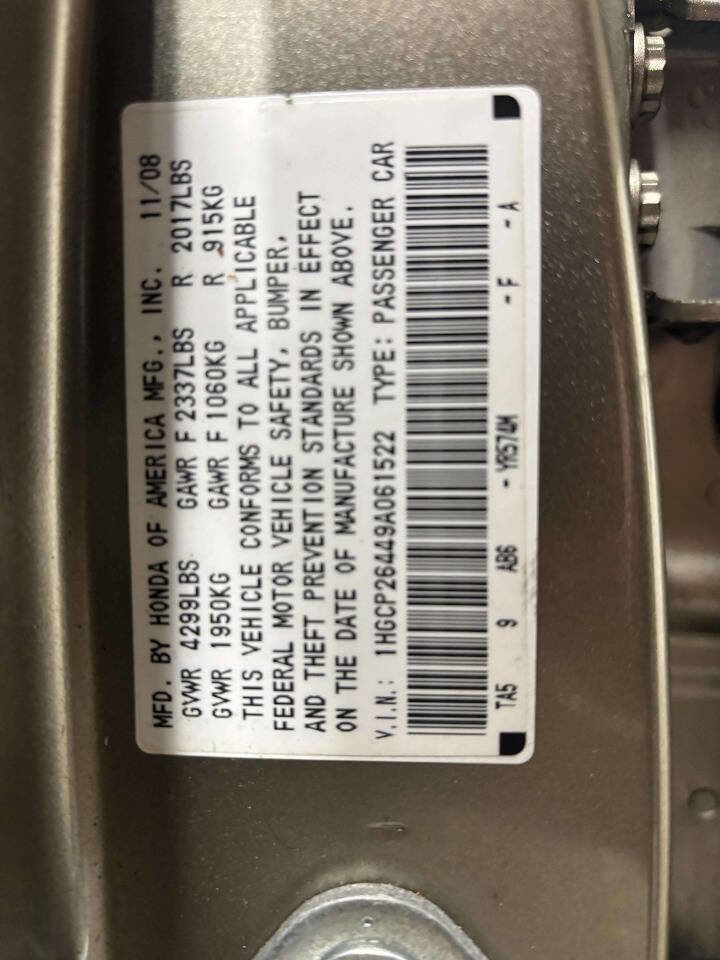 MFD. BY HONDA OF AMERICA MFG., INC. 11/08
GVWR 4299LBS GAWR F 2337LBS R 2017LBS
GVWR 1950KG GAWR F 1060KG R 915KG
THIS VEHICLE CONFORMS TO ALL APPLICABLE
FEDERAL MOTOR VEHICLE SAFETY, BUMPER,
AND THEFT PREVENTION STANDARDS IN EFFECT
ON THE DATE OF MANUFACTURE SHOWN ABOVE.
V.I.N.: 1HGCP26449A061522 TYPE: PASSENGER CAR
TA5 9 AB6 - YR574M - F - A